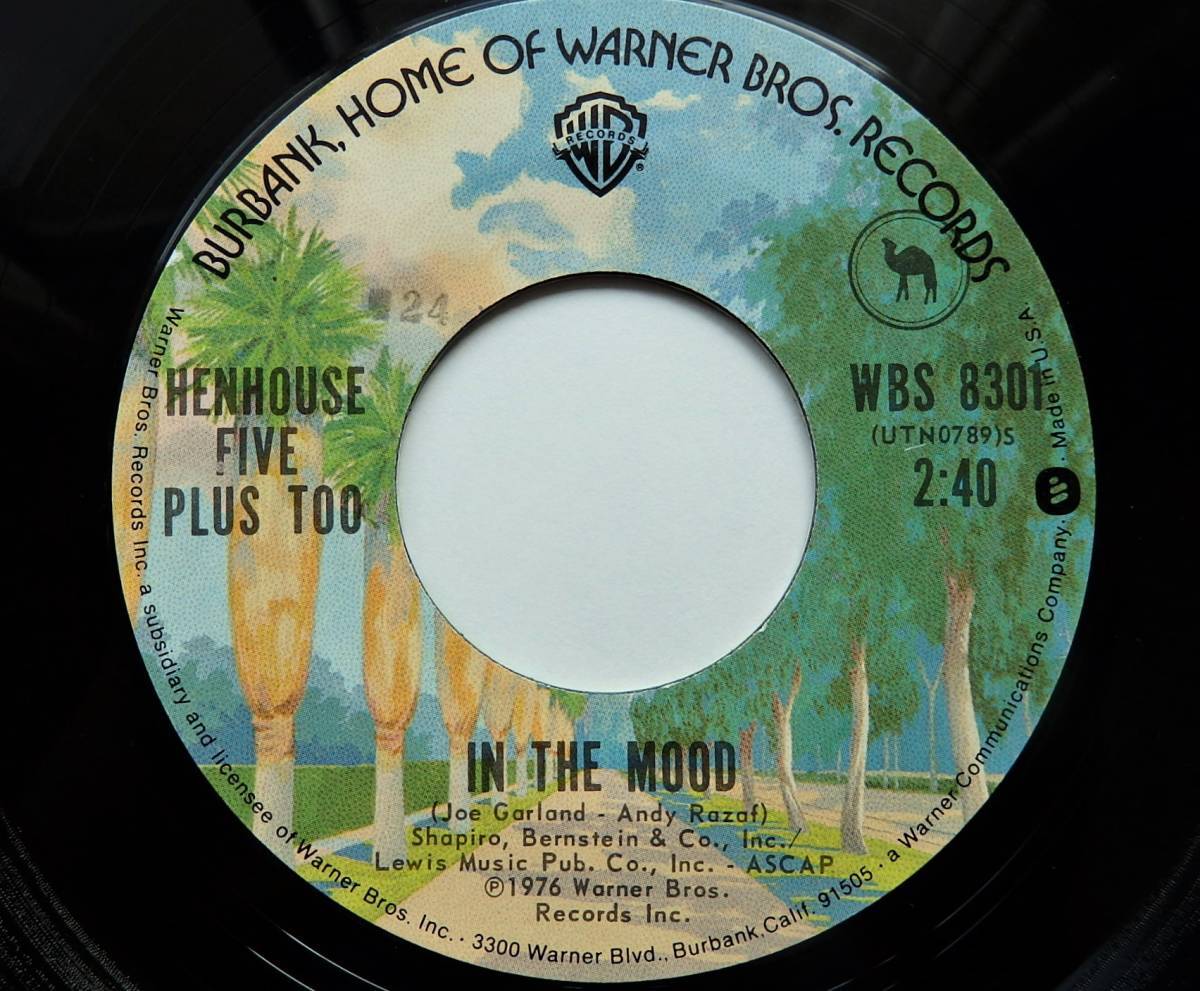 BURBANK, HOME OF WARNER BROS. RECORDS
WB RECORDS ®
24
HENHOUSE
FIVE
PLUS TOO
WBS 8301
(UTN0789)S
2:40
IN THE MOOD
(Joe Garland - Andy Razaf)
Shapiro, Bernstein & Co., Inc./
Lewis Music Pub. Co., Inc. - ASCAP
℗1976 Warner Bros.
Records Inc.
Warner Bros. Records Inc. a subsidiary and licensee of Warner Bros. Inc. · 3300 Warner Blvd., Burbank, Calif. 91505 · a Warner Communications Company. Made in U.S.A.